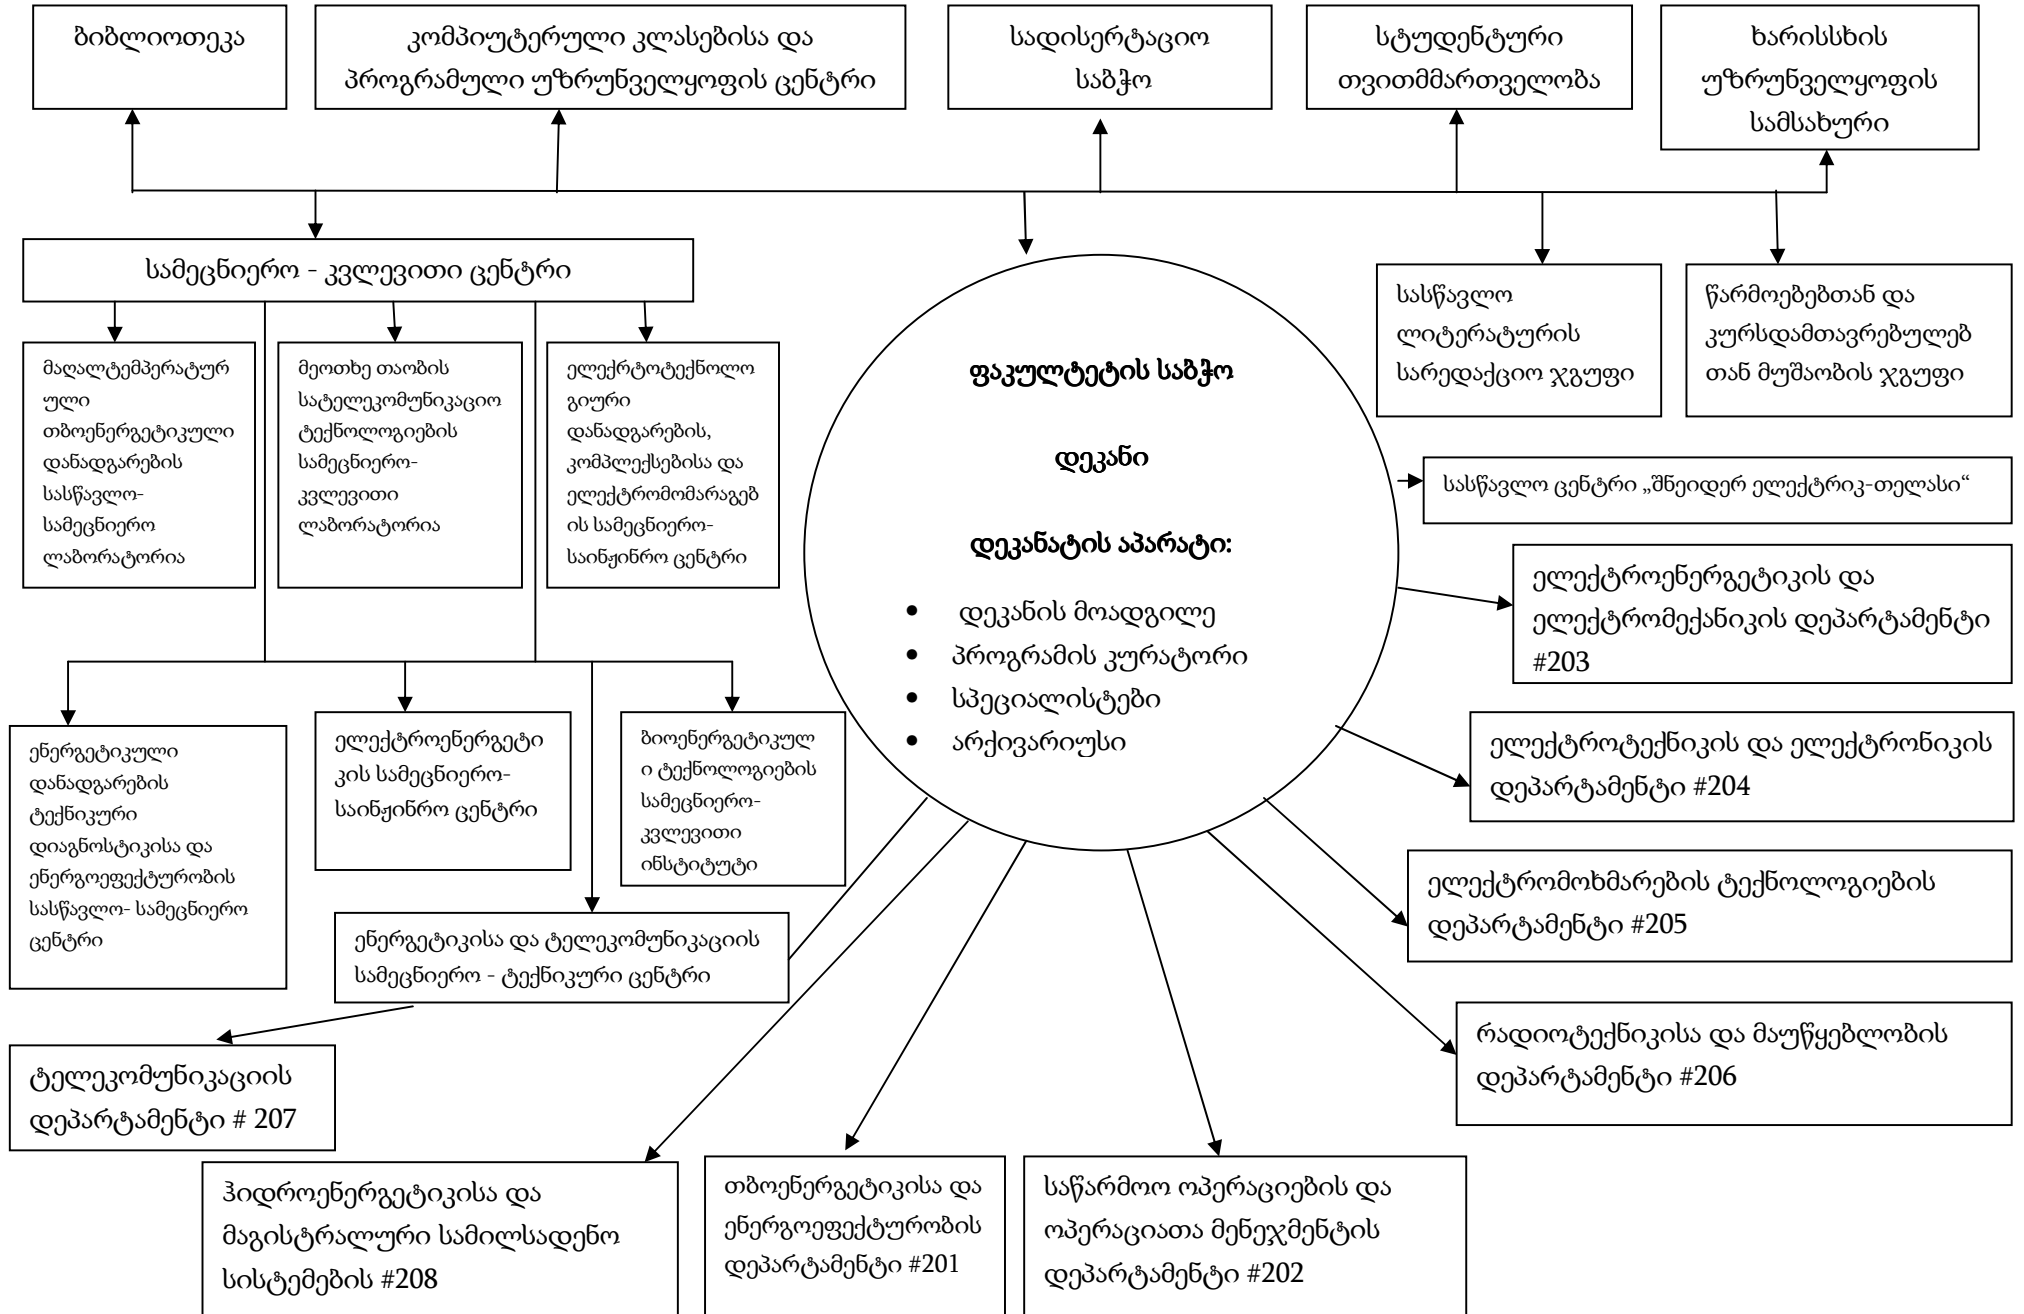 ბიბლიოთეკა
კომპიუტერული კლასებისა და
პროგრამული უზრუნველყოფის ცენტრი
სადისერტაციო
საბჭო
სტუდენტური
თვითმმართველობა
ხარისსხის
უზრუნველყოფის
სამსახური
სამეცნიერო - კვლევითი ცენტრი
სასწავლო
ლიტერატურის
სარედაქციო ჯგუფი
წარმოებებთან და
კურსდამთავრებულებ
თან მუშაობის ჯგუფი
მაღალტემპერატურ
ული
თბოენერგეტიკული
დანადგარების
სასწავლო-
სამეცნიერო
ლაბორატორია
მეოთხე თაობის
სატელეკომუნიკაციო
ტექნოლოგიების
სამეცნიერო-
კვლევითი
ლაბორატორია
ელექრტოტექნოლო
გიური
დანადგარების,
კომპლექსებისა და
ელექტრომომარაგებ
ის სამეცნიერო-
საინჟინრო ცენტრი
ფაკულტეტის საბჭო
დეკანი
დეკანატის აპარატი:
• დეკანის მოადგილე
• პროგრამის კურატორი
• სპეციალისტები
• არქივარიუსი
სასწავლო ცენტრი „შნეიდერ ელექტრიკ-თელასი“
ელექტროენერგეტიკის და
ელექტრომექანიკის დეპარტამენტი
#203
ელექტროტექნიკის და ელექტრონიკის
დეპარტამენტი #204
ელექტრომოხმარების ტექნოლოგიების
დეპარტამენტი #205
რადიოტექნიკისა და მაუწყებლობის
დეპარტამენტი #206
ენერგეტიკული
დანადგარების
ტექნიკური
დიაგნოსტიკისა და
ენერგოეფექტურობის
სასწავლო- სამეცნიერო
ცენტრი
ელექტროენერგეტი
კის სამეცნიერო-
საინჟინრო ცენტრი
ბიოენერგეტიკულ
ი ტექნოლოგიების
სამეცნიერო-
კვლევითი
ინსტიტუტი
ენერგეტიკისა და ტელეკომუნიკაციის
სამეცნიერო - ტექნიკური ცენტრი
ტელეკომუნიკაციის
დეპარტამენტი # 207
ჰიდროენერგეტიკისა და
მაგისტრალური სამილსადენო
სისტემების #208
თბოენერგეტიკისა და
ენერგოეფექტურობის
დეპარტამენტი #201
საწარმოო ოპერაციების და
ოპერაციათა მენეჯმენტის
დეპარტამენტი #202